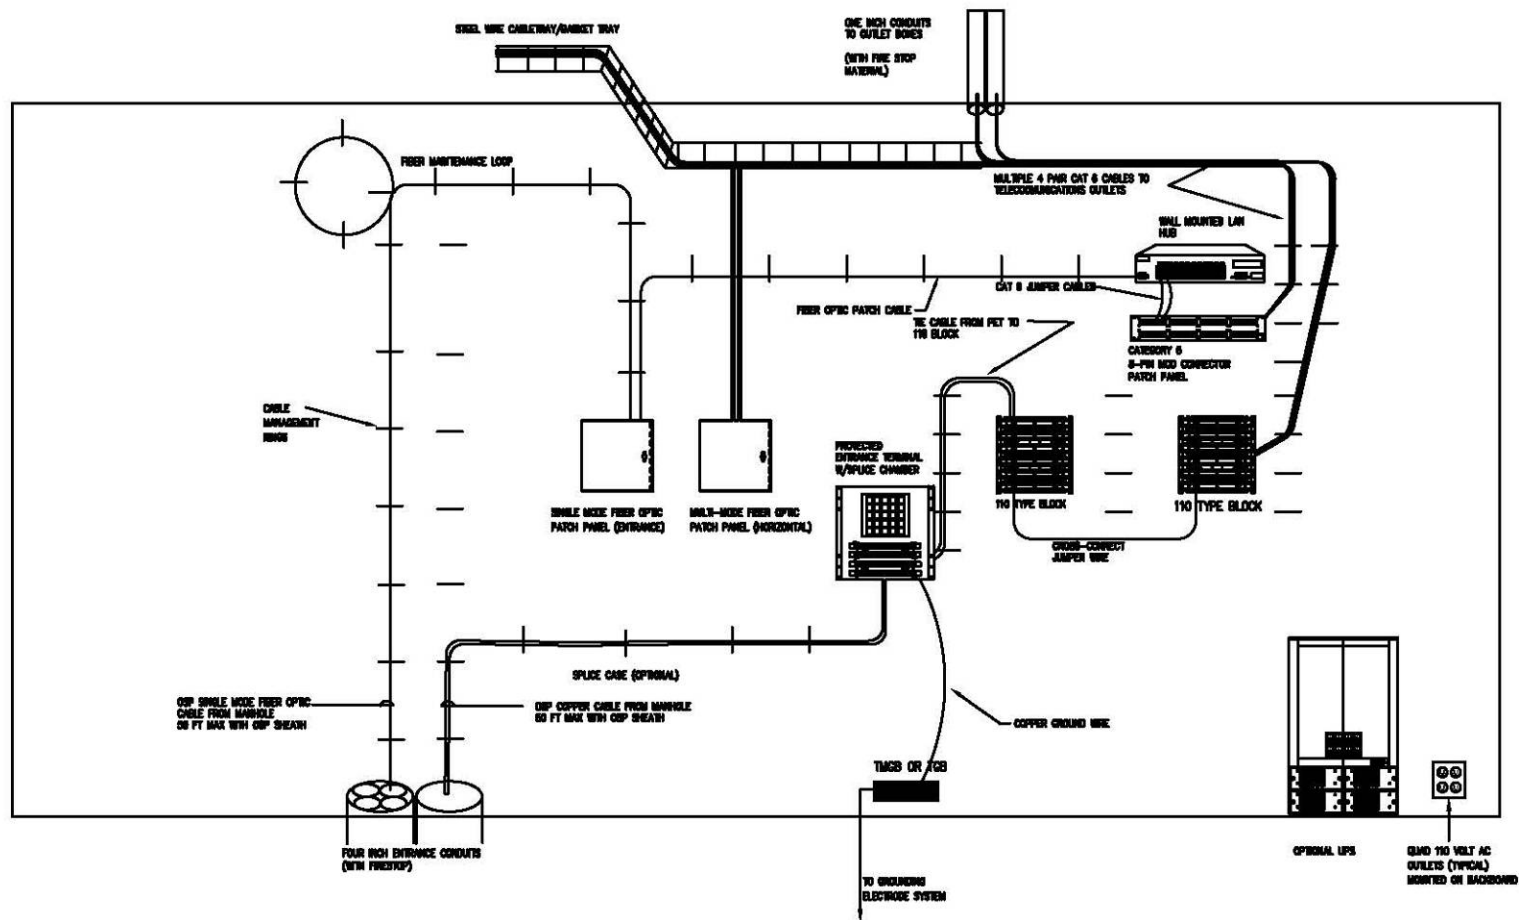 STEEL WIRE CABLETRAY/BASKET TRAY
ONE INCH CONDUITS
TO OUTLET BOXES
(WITH FIRE STOP
MATERIAL)
FIBER MAINTENANCE LOOP
MULTIPLE 4 PAIR CAT 6 CABLES TO
TELECOMMUNICATIONS OUTLETS
WALL MOUNTED LAN
HUB
CAT 6 JUMPER CABLES
FIBER OPTIC PATCH CABLE
TIE CABLE FROM PET TO
110 BLOCK
CATEGORY 6
8-PIN MOD CONNECTOR
PATCH PANEL
CABLE
MANAGEMENT
RINGS
PROTECTED
ENTRANCE TERMINAL
W/SPLICE CHAMBER
SINGLE MODE FIBER OPTIC
PATCH PANEL (ENTRANCE)
MULTI-MODE FIBER OPTIC
PATCH PANEL (HORIZONTAL)
110 TYPE BLOCK
110 TYPE BLOCK
CROSS-CONNECT
JUMPER WIRE
SPLICE CASE (OPTIONAL)
OSP SINGLE MODE FIBER OPTIC
CABLE FROM MANHOLE
FT MAX WITH OSP SHEATH
OSP COPPER CABLE FROM MANHOLE
50 FT MAX WITH OSP SHEATH
COPPER GROUND WIRE
TMGB OR TGB
FOUR INCH ENTRANCE CONDUITS
(WITH FIRESTOP)
TO GROUNDING
ELECTRODE SYSTEM
OPTIONAL UPS
QUAD 110 VOLT AC
OUTLETS (TYPICAL)
MOUNTED ON BACKBOARD